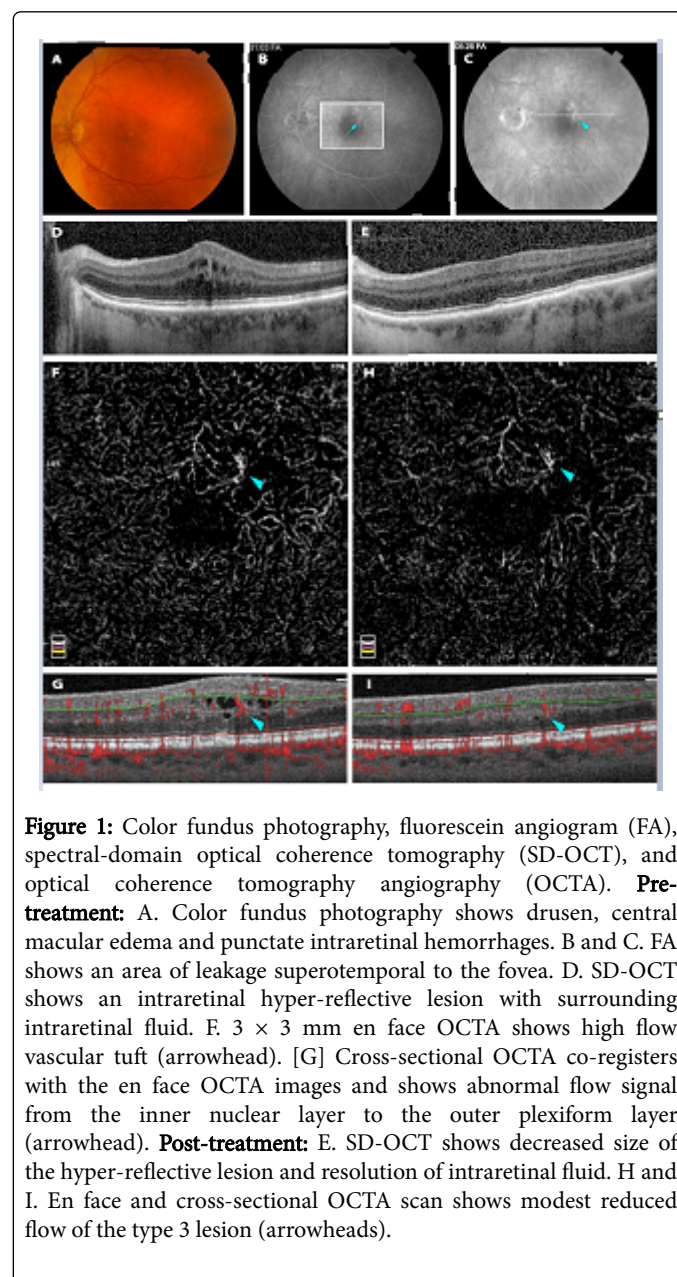 A
B
01:03 FA
C
D
E
F
H
G
I
Figure 1: Color fundus photography, fluorescein angiogram (FA),
spectral-domain optical coherence tomography (SD-OCT), and
optical coherence tomography angiography (OCTA). Pre-
treatment: A. Color fundus photography shows drusen, central
macular edema and punctate intraretinal hemorrhages. B and C. FA
shows an area of leakage superotemporal to the fovea. D. SD-OCT
shows an intraretinal hyper-reflective lesion with surrounding
intraretinal fluid. F. 3 × 3 mm en face OCTA shows high flow
vascular tuft (arrowhead). [G] Cross-sectional OCTA co-registers
with the en face OCTA images and shows abnormal flow signal
from the inner nuclear layer to the outer plexiform layer
(arrowhead). Post-treatment: E. SD-OCT shows decreased size of
the hyper-reflective lesion and resolution of intraretinal fluid. H and
I. En face and cross-sectional OCTA scan shows modest reduced
flow of the type 3 lesion (arrowheads).